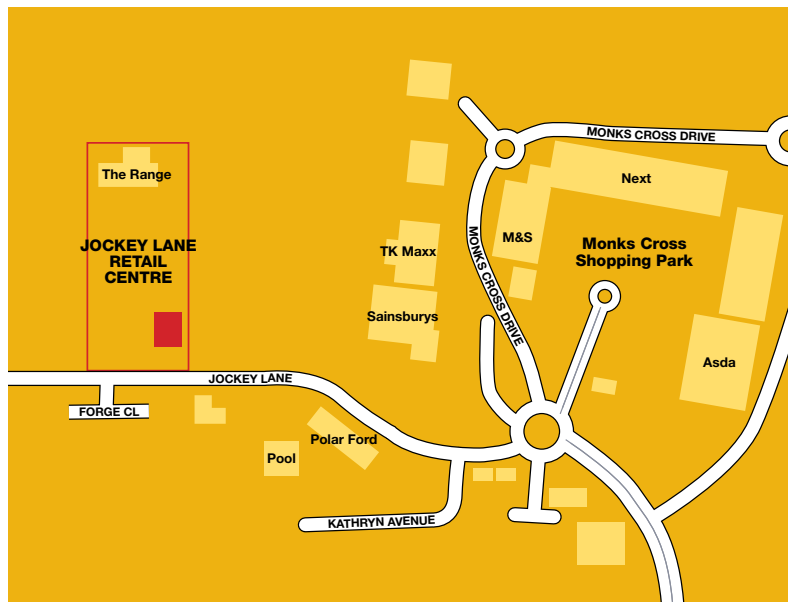 MONKS CROSS DRIVE
The Range
Next
JOCKEY LANE
RETAIL
CENTRE
TK Maxx
M&S
MONKS CROSS DRIVE
Monks Cross
Shopping Park
Sainsburys
Asda
JOCKEY LANE
FORGE CL
Polar Ford
Pool
KATHRYN AVENUE